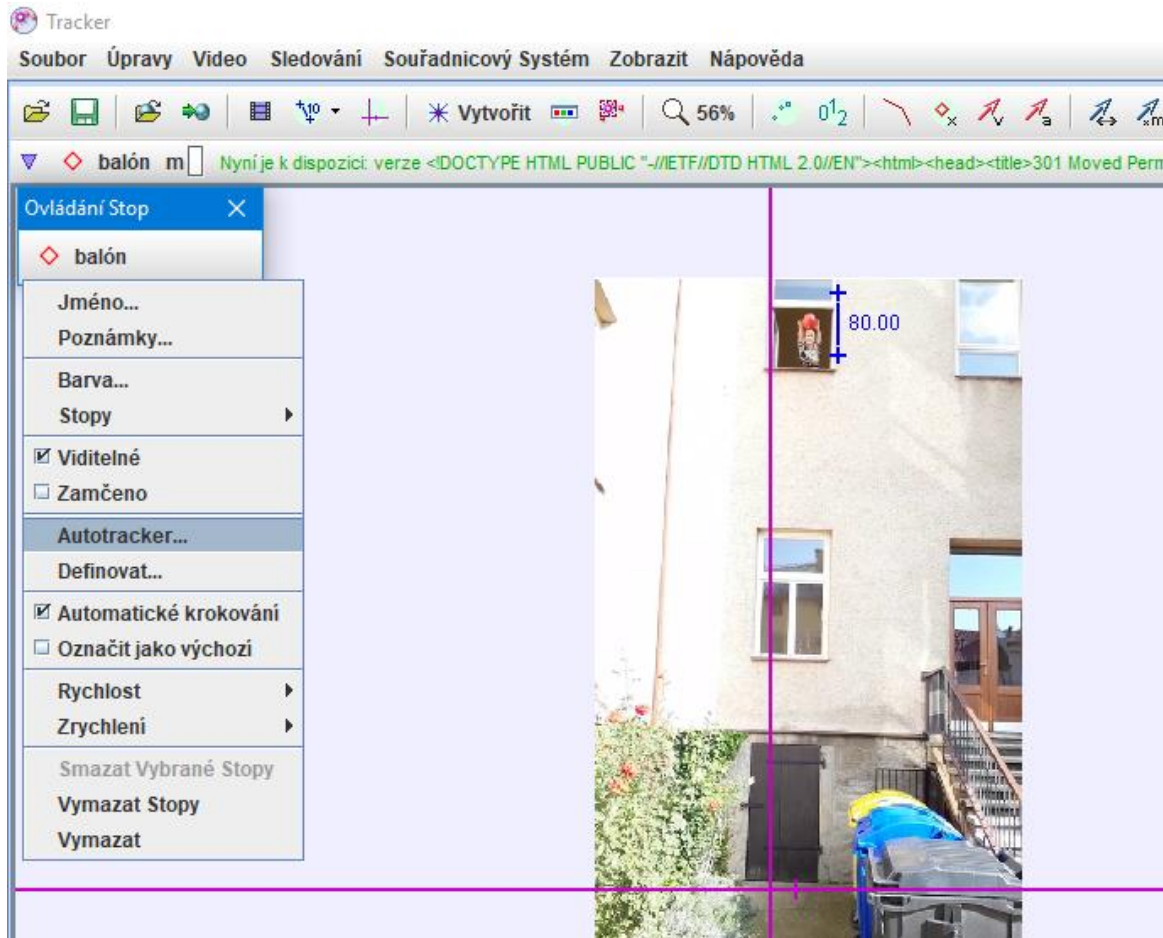 Tracker
Soubor Úpravy Video Sledování Souřadnicový Systém Zobrazit Nápověda
Vytvořit 56%
balón m Nyní je k dispozici: verze <!DOCTYPE HTML PUBLIC "-//IETF//DTD HTML 2.0//EN"><html><head><title>301 Moved Perm
Ovládání Stop
balón
Jméno...
Poznámky...
Barva...
Stopy
Viditelné
Zamčeno
Autotracker...
Definovat...
Automatické krokování
Označit jako výchozí
Rychlost
Zrychlení
Smazat Vybrané Stopy
Vymazat Stopy
Vymazat
80.00